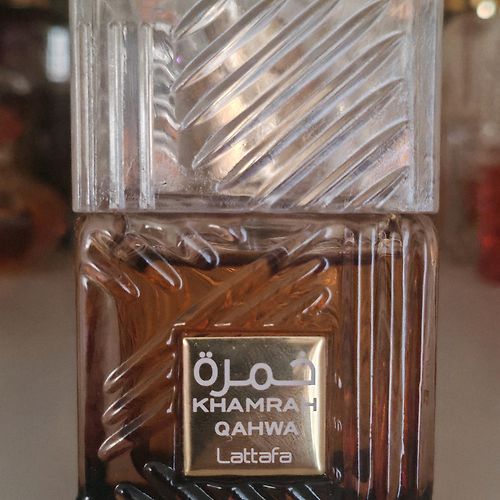 خمرة
KHAMRAH
QAHWA
Lattafa